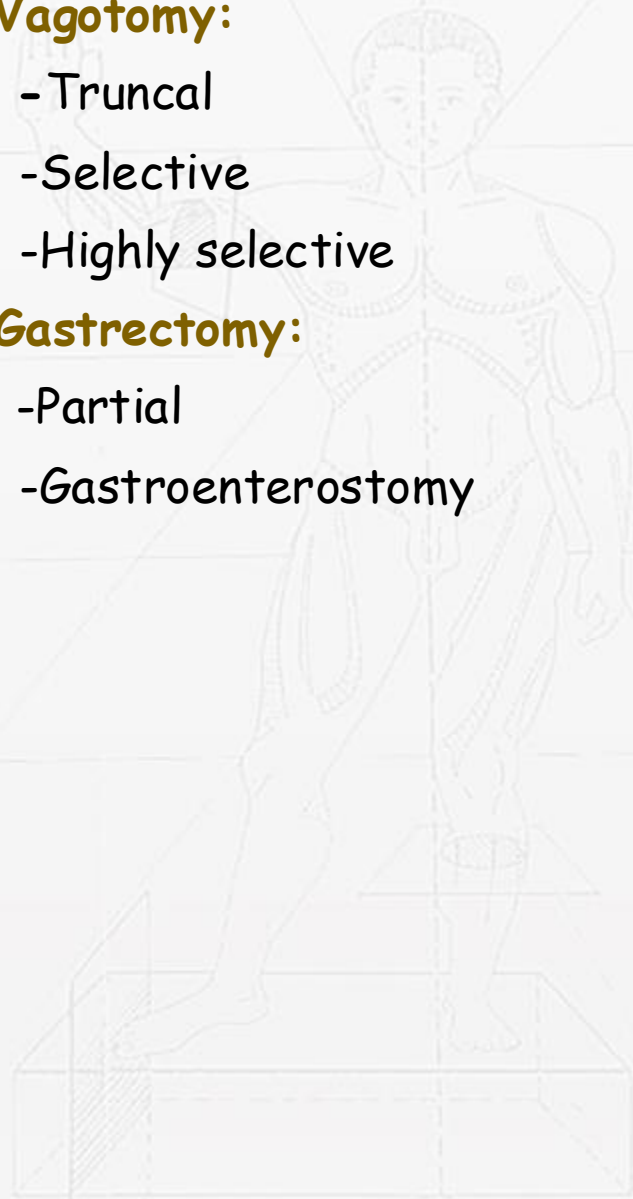 Vagotomy:
-Truncal
-Selective
-Highly selective
Gastrectomy:
-Partial
-Gastroenterostomy